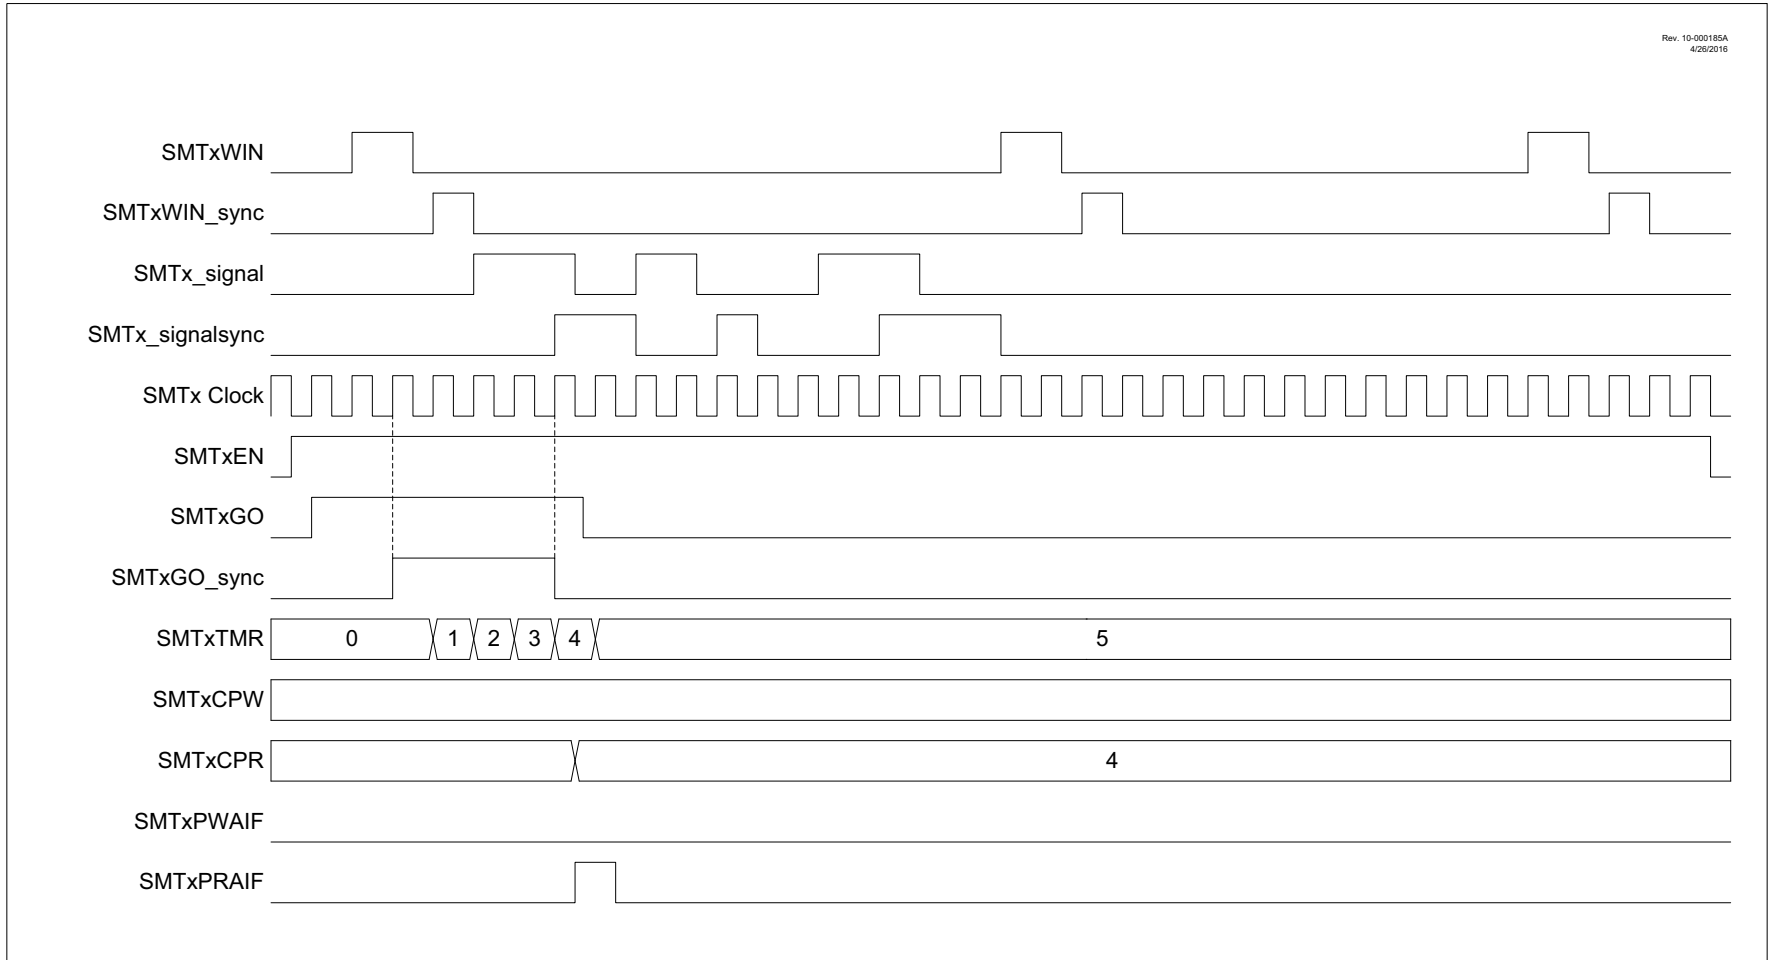 Rev. 10-000185A
4/26/2016
SMTxWIN
SMTxWIN_sync
SMTx_signal
SMTx_signalsync
SMTx Clock
SMTxEN
SMTxGO
SMTxGO_sync
SMTxTMR 0 1 2 3 4 5
SMTxCPW
SMTxCPR 4
SMTxPWAIF
SMTxPRAIF